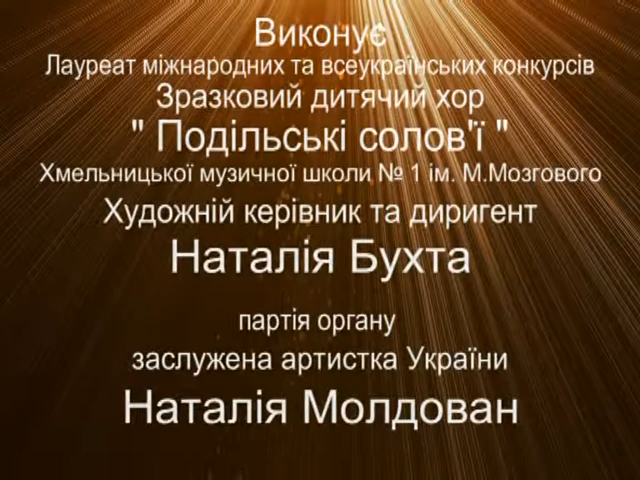 Виконує
Лауреат міжнародних та всеукраїнських конкурсів
Зразковий дитячий хор
" Подільські солов'ї "
Хмельницької музичної школи № 1 ім. М.Мозгового
Художній керівник та диригент
Наталія Бухта
партія органу
заслужена артистка України
Наталія Молдован